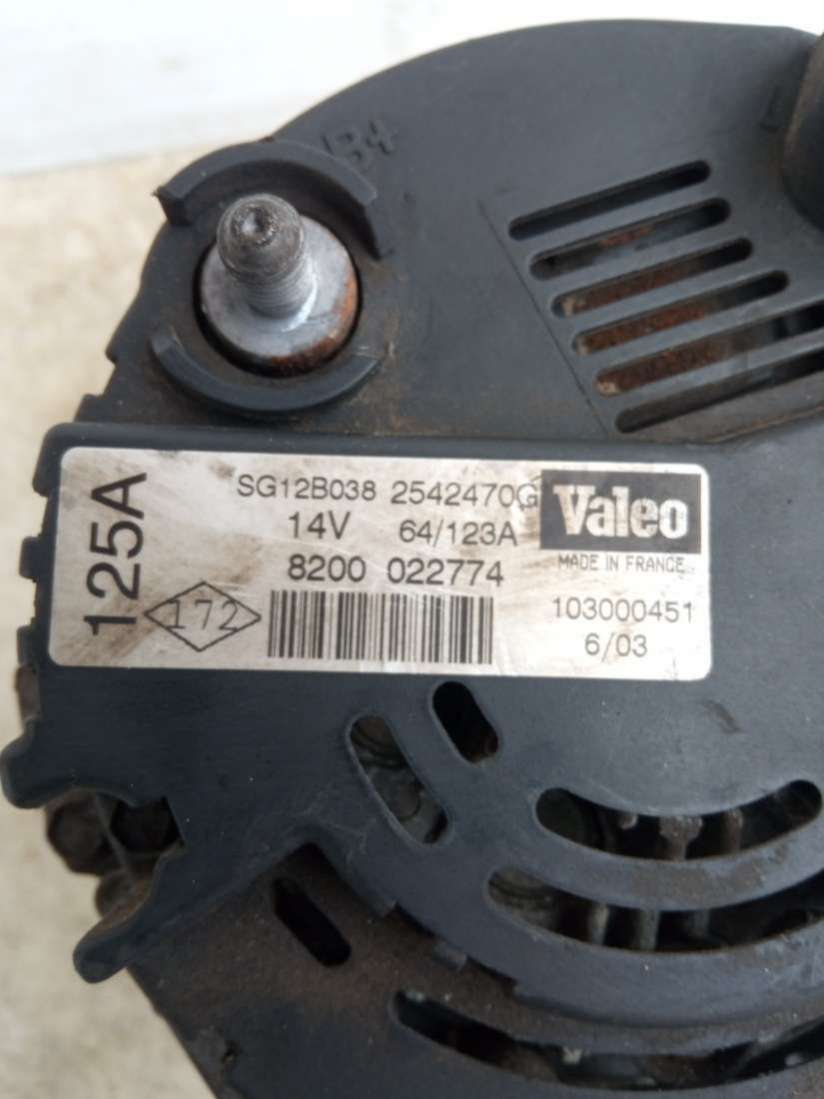 B+
125A
SG12B038 2542470G
14V 64/123A
8200 022774
172
Valeo
MADE IN FRANCE
103000451
6/03